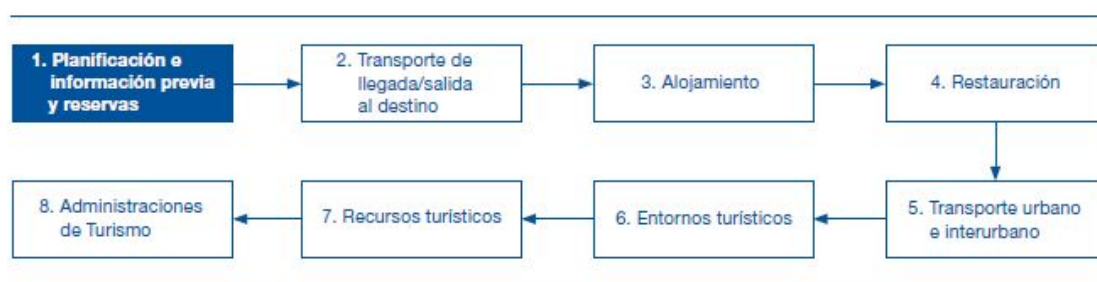 1. Planificación e
información previa
y reservas
2. Transporte de
llegada/salida
al destino
3. Alojamiento
4. Restauración
5. Transporte urbano
e interurbano
6. Entornos turísticos
7. Recursos turísticos
8. Administraciones
de Turismo